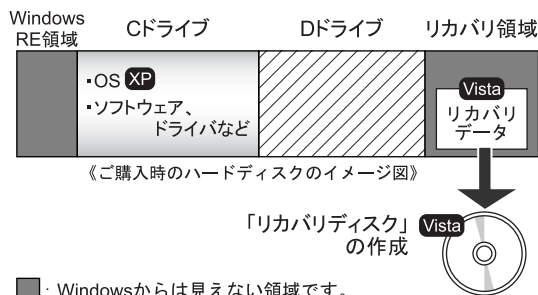 Windows
RE領域
Cドライブ
Dドライブ
リカバリ領域
・OS XP
・ソフトウェア、
ドライバなど
Vista
リカバリ
データ
《ご購入時のハードディスクのイメージ図》
「リカバリディスク」
の作成
Vista
: Windowsからは見えない領域です。